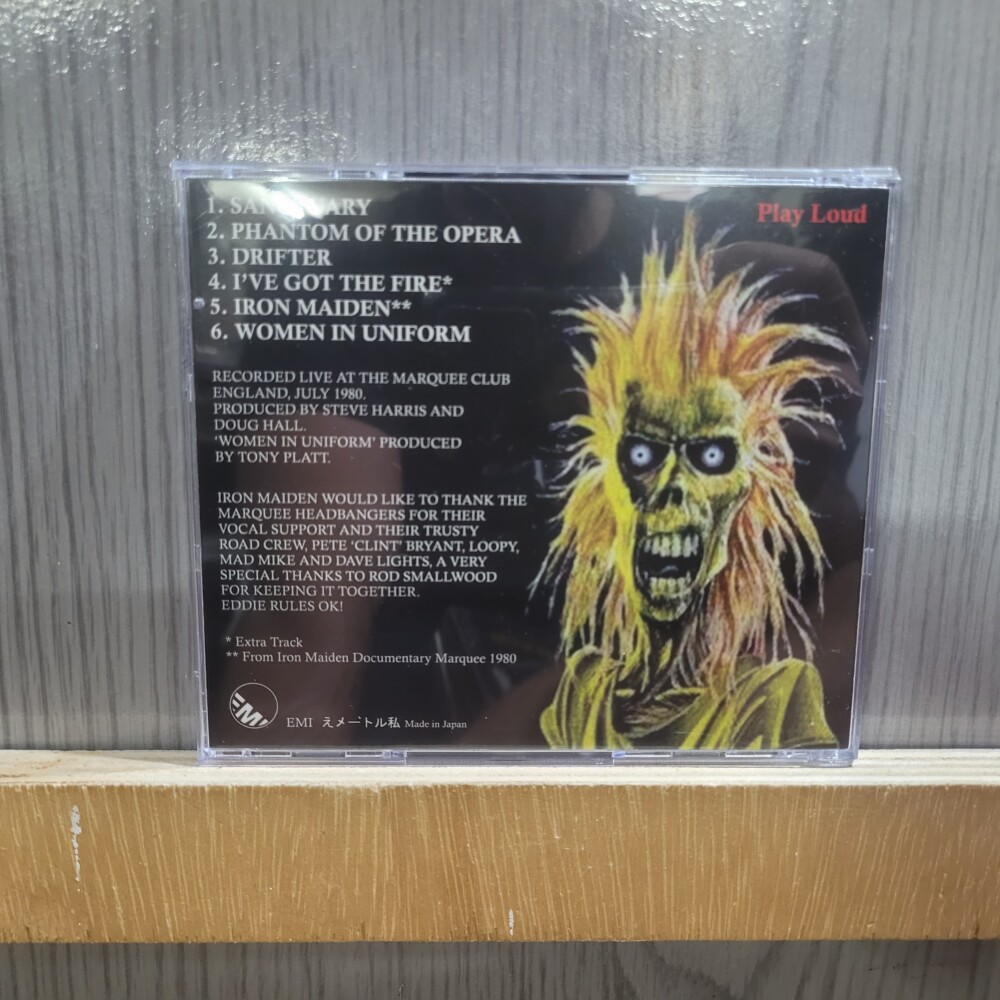 1. SANCTUARY
2. PHANTOM OF THE OPERA
3. DRIFTER
4. I'VE GOT THE FIRE*
5. IRON MAIDEN**
6. WOMEN IN UNIFORM
Play Loud
RECORDED LIVE AT THE MARQUEE CLUB
ENGLAND, JULY 1980.
PRODUCED BY STEVE HARRIS AND
DOUG HALL.
'WOMEN IN UNIFORM' PRODUCED
BY TONY PLATT.
IRON MAIDEN WOULD LIKE TO THANK THE
MARQUEE HEADBANGERS FOR THEIR
VOCAL SUPPORT AND THEIR TRUSTY
ROAD CREW, PETE 'CLINT' BRYANT, LOOPY,
MAD MIKE AND DAVE LIGHTS, A VERY
SPECIAL THANKS TO ROD SMALLWOOD
FOR KEEPING IT TOGETHER.
EDDIE RULES OK!
* Extra Track
** From Iron Maiden Documentary Marquee 1980
EMI
EMI えメートル私 Made in Japan